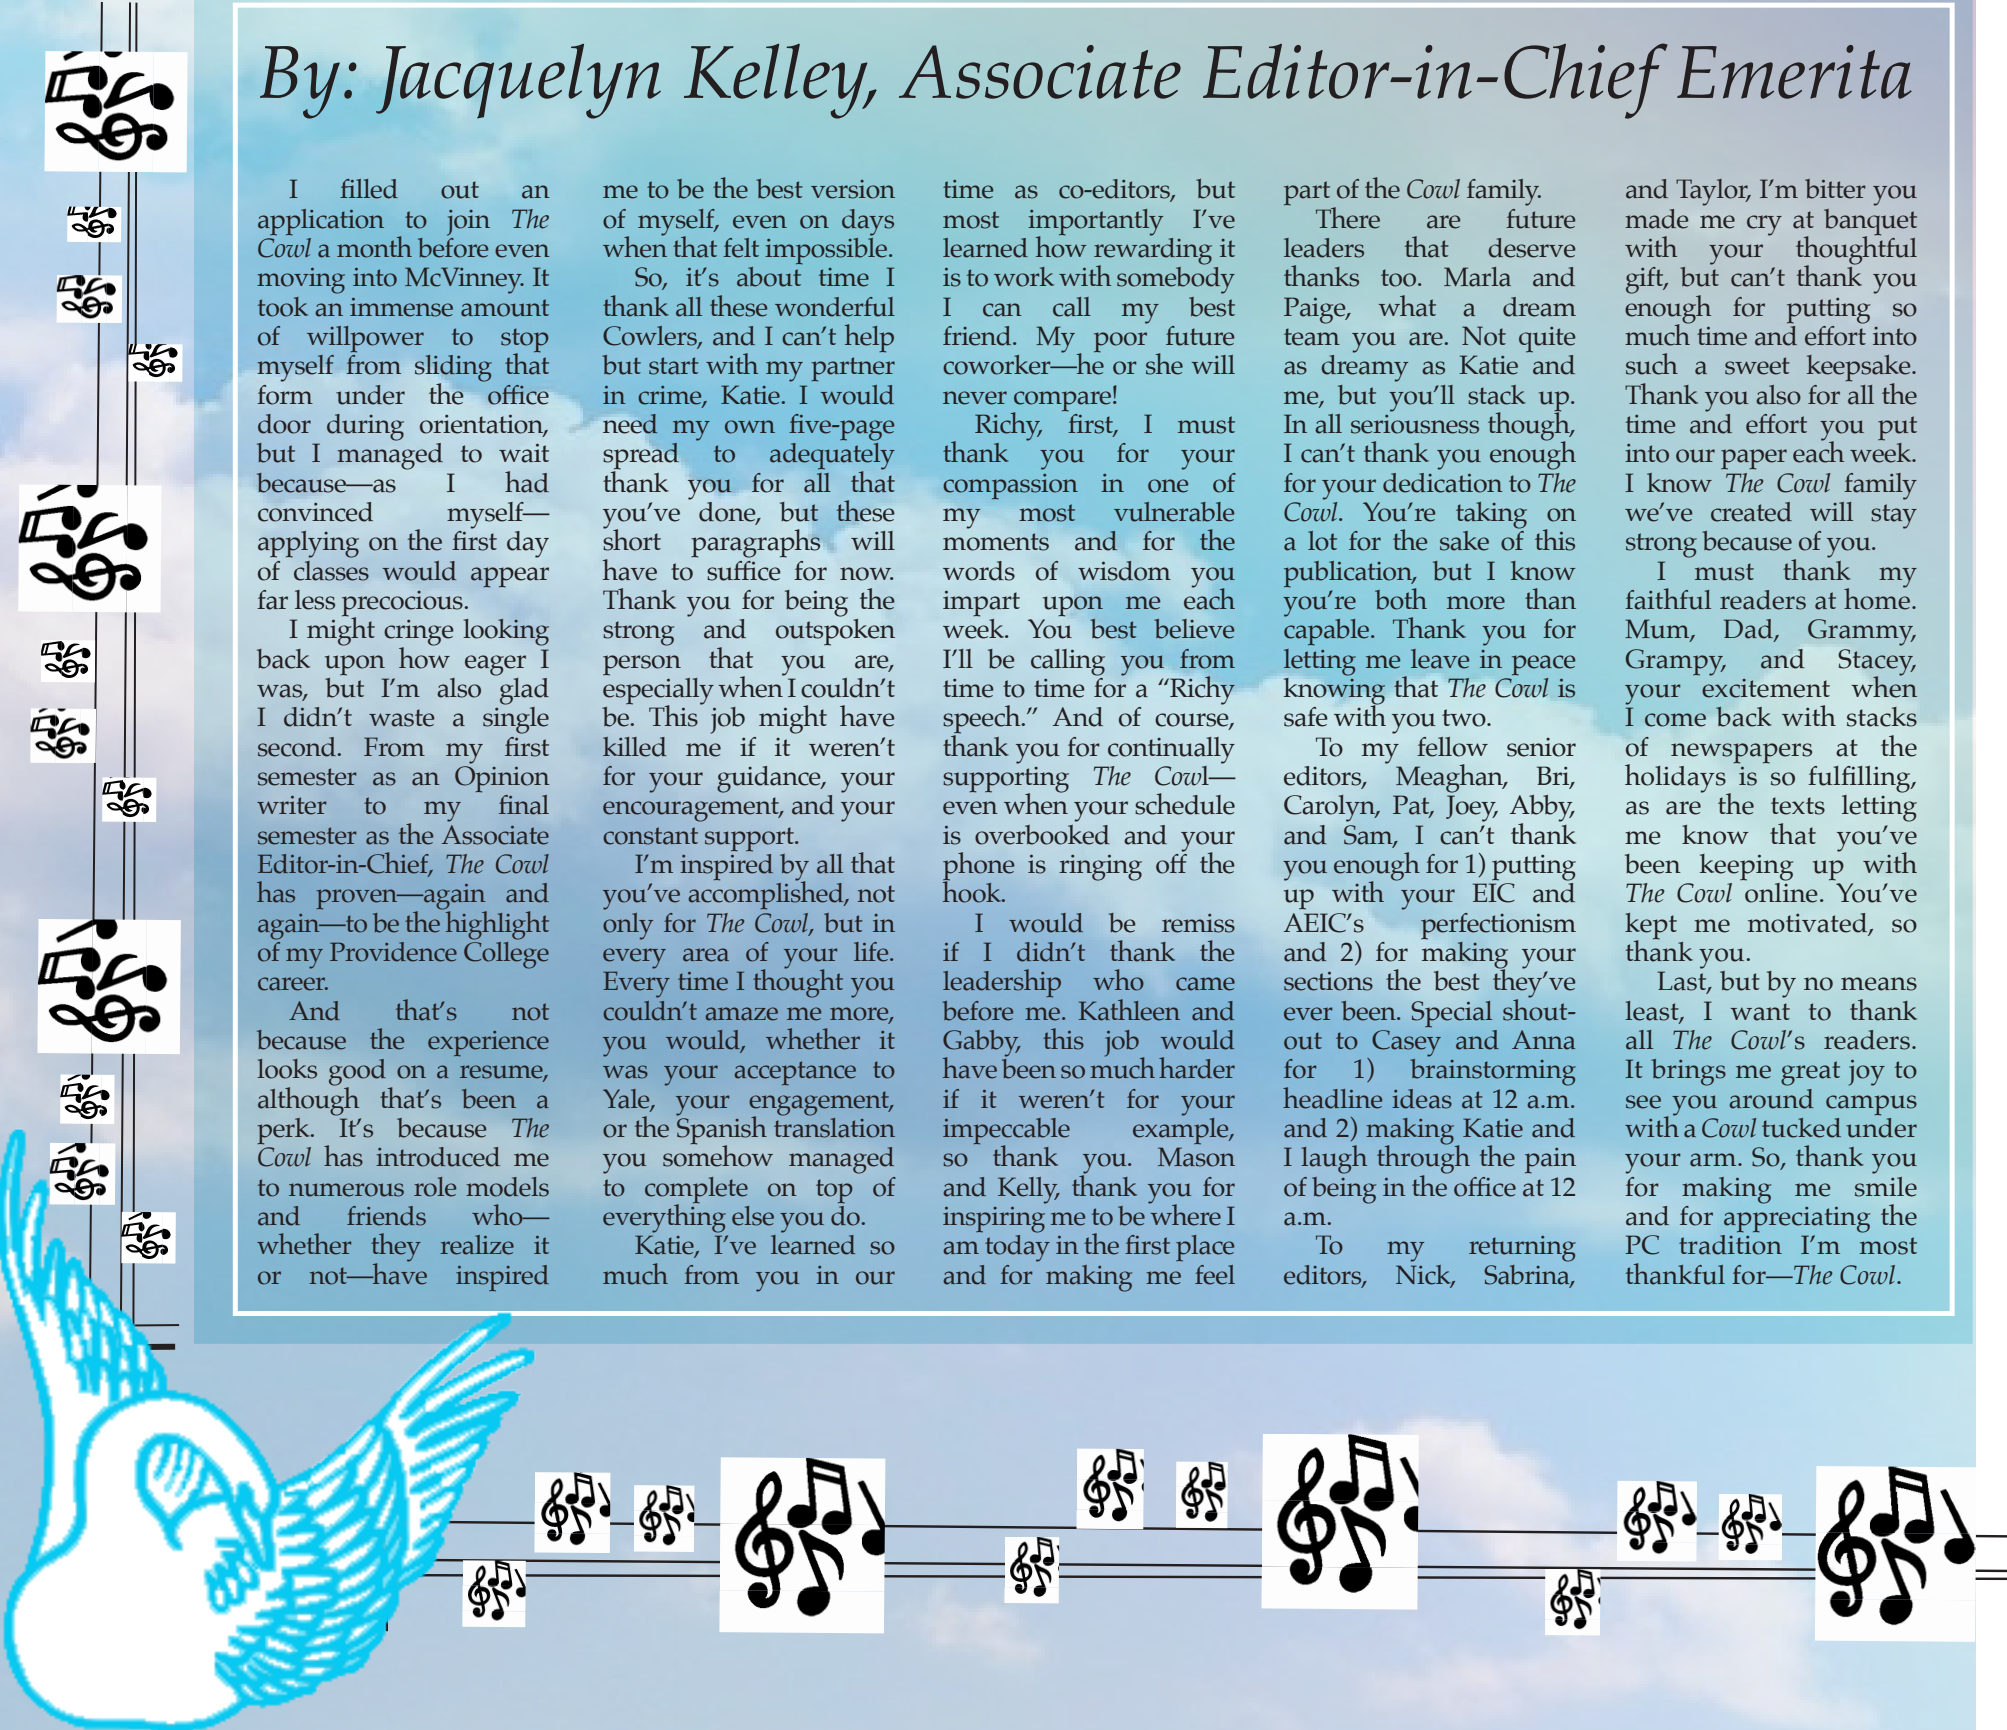 By: Jacquelyn Kelley, Associate Editor-in-Chief Emerita
I filled out an
application to join The
Cowl a month before even
moving into McVinney. It
took an immense amount
of willpower to stop
myself from sliding that
form under the office
door during orientation,
but I managed to wait
because—as I had
convinced myself—
applying on the first day
of classes would appear
far less precocious.
I might cringe looking
back upon how eager I
was, but I'm also glad
I didn't waste a single
second. From my first
semester as an Opinion
writer to my final
semester as the Associate
Editor-in-Chief, The Cowl
has proven—again and
again—to be the highlight
of my Providence College
career.
And that's not
because the experience
looks good on a resume,
although that's been a
perk. It's because The
Cowl has introduced me
to numerous role models
and friends who—
whether they realize it
or not—have inspired
me to be the best version
of myself, even on days
when that felt impossible.
So, it's about time I
thank all these wonderful
Cowlers, and I can't help
but start with my partner
in crime, Katie. I would
need my own five-page
spread to adequately
thank you for all that
you've done, but these
short paragraphs will
have to suffice for now.
Thank you for being the
strong and outspoken
person that you are,
especially when I couldn't
be. This job might have
killed me if it weren't
for your guidance, your
encouragement, and your
constant support.
I'm inspired by all that
you've accomplished, not
only for The Cowl, but in
every area of your life.
Every time I thought you
couldn't amaze me more,
you would, whether it
was your acceptance to
Yale, your engagement,
or the Spanish translation
you somehow managed
to complete on top of
everything else you do.
Katie, I've learned so
much from you in our
time as co-editors, but
most importantly I've
learned how rewarding it
is to work with somebody
I can call my best
friend. My poor future
coworker—he or she will
never compare!
Richy, first, I must
thank you for your
compassion in one of
my most vulnerable
moments and for the
words of wisdom you
impart upon me each
week. You best believe
I'll be calling you from
time to time for a "Richy
speech." And of course,
thank you for continually
supporting The Cowl—
even when your schedule
is overbooked and your
phone is ringing off the
hook.
I would be remiss
if I didn't thank the
leadership who came
before me. Kathleen and
Gabby, this job would
have been so much harder
if it weren't for your
impeccable example,
so thank you. Mason
and Kelly, thank you for
inspiring me to be where I
am today in the first place
and for making me feel
part of the Cowl family.
There are future
leaders that deserve
thanks too. Marla and
Paige, what a dream
team you are. Not quite
as dreamy as Katie and
me, but you'll stack up.
In all seriousness though,
I can't thank you enough
for your dedication to The
Cowl. You're taking on
a lot for the sake of this
publication, but I know
you're both more than
capable. Thank you for
letting me leave in peace
knowing that The Cowl is
safe with you two.
To my fellow senior
editors, Meaghan, Bri,
Carolyn, Pat, Joey, Abby,
and Sam, I can't thank
you enough for 1) putting
up with your EIC and
AEIC's perfectionism
and 2) for making your
sections the best they've
ever been. Special shout-
out to Casey and Anna
for 1) brainstorming
headline ideas at 12 a.m.
and 2) making Katie and
I laugh through the pain
of being in the office at 12
a.m.
To my returning
editors, Nick, Sabrina,
and Taylor, I'm bitter you
made me cry at banquet
with your thoughtful
gift, but can't thank you
enough for putting so
much time and effort into
such a sweet keepsake.
Thank you also for all the
time and effort you put
into our paper each week.
I know The Cowl family
we've created will stay
strong because of you.
I must thank my
faithful readers at home.
Mum, Dad, Grammy,
Grampy, and Stacey,
your excitement when
I come back with stacks
of newspapers at the
holidays is so fulfilling,
as are the texts letting
me know that you've
been keeping up with
The Cowl online. You've
kept me motivated, so
thank you.
Last, but by no means
least, I want to thank
all The Cowl's readers.
It brings me great joy to
see you around campus
with a Cowl tucked under
your arm. So, thank you
for making me smile
and for appreciating the
PC tradition I'm most
thankful for—The Cowl.